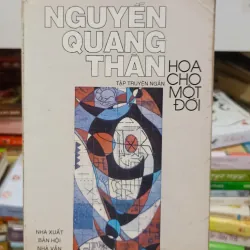 NGUYỄN
QUANG
THÂN
TẬP TRUYỆN NGẮN
HOA
CHO
MỘT
ĐỜI
NHÀ XUẤT
BẢN HỘI
NHÀ VĂN